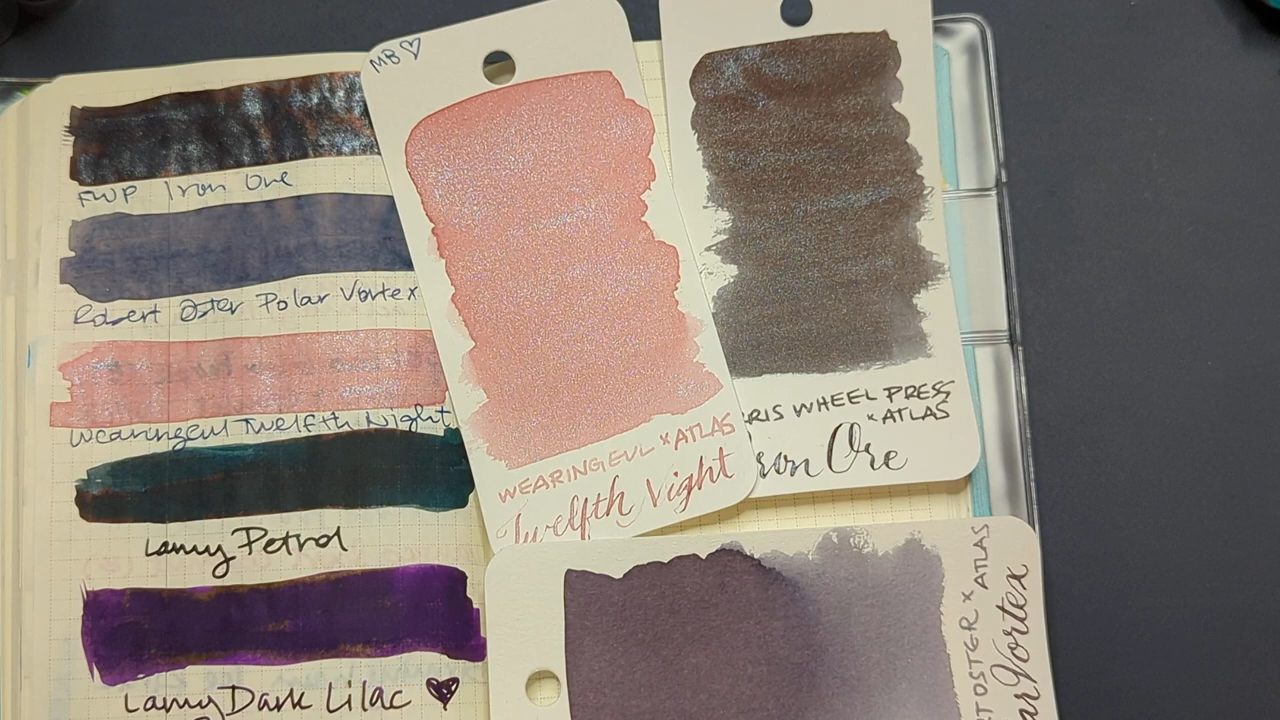 FWP Iron Ore
Robert Oster Polar Vortex
Wearingeul Twelfth Night
Lamy Petrol
Lamy Dark Lilac ♥
MB ♡
WEARINGEUL × ATLAS
Twelfth Night
RIS WHEEL PRESS
× ATLAS
ron Ore
T OSTER × ATLAS
ar Vortex